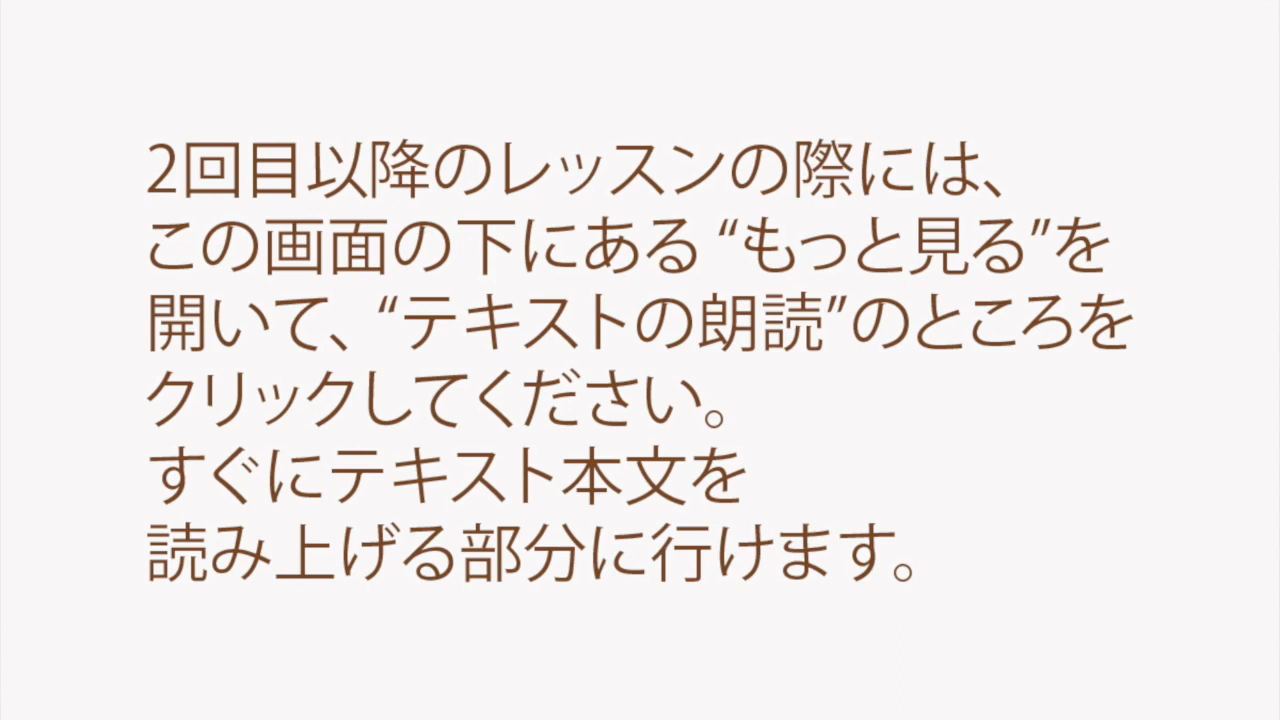 2回目以降のレッスンの際には、
この画面の下にある “もっと見る”を
開いて、“テキストの朗読”のところを
クリックしてください。
すぐにテキスト本文を
読み上げる部分に行けます。